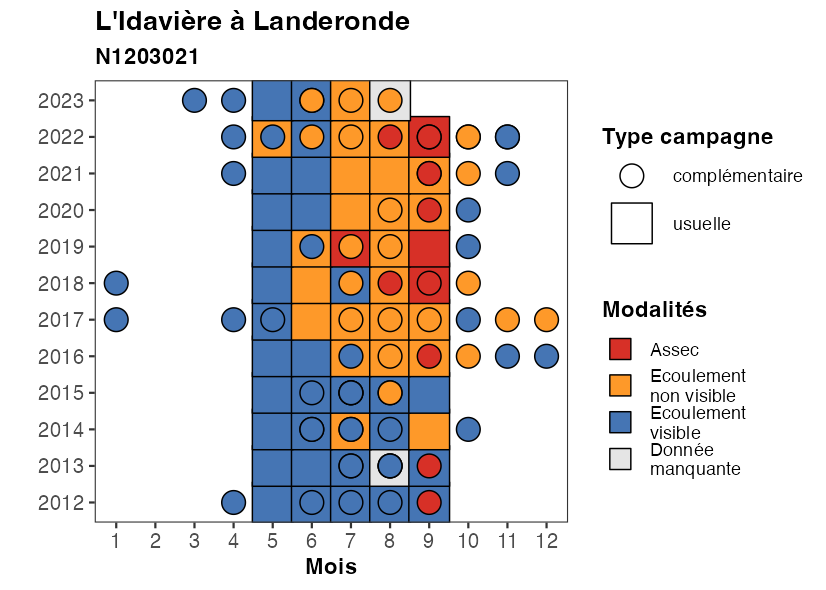 L'Idavière à Landeronde
N1203021
2023
2022
2021
2020
2019
2018
2017
2016
2015
2014
2013
2012
1 2 3 4 5 6 7 8 9 10 11 12
Mois
Type campagne
complémentaire
usuelle
Modalités
Assec
Ecoulement
non visible
Ecoulement
visible
Donnée
manquante